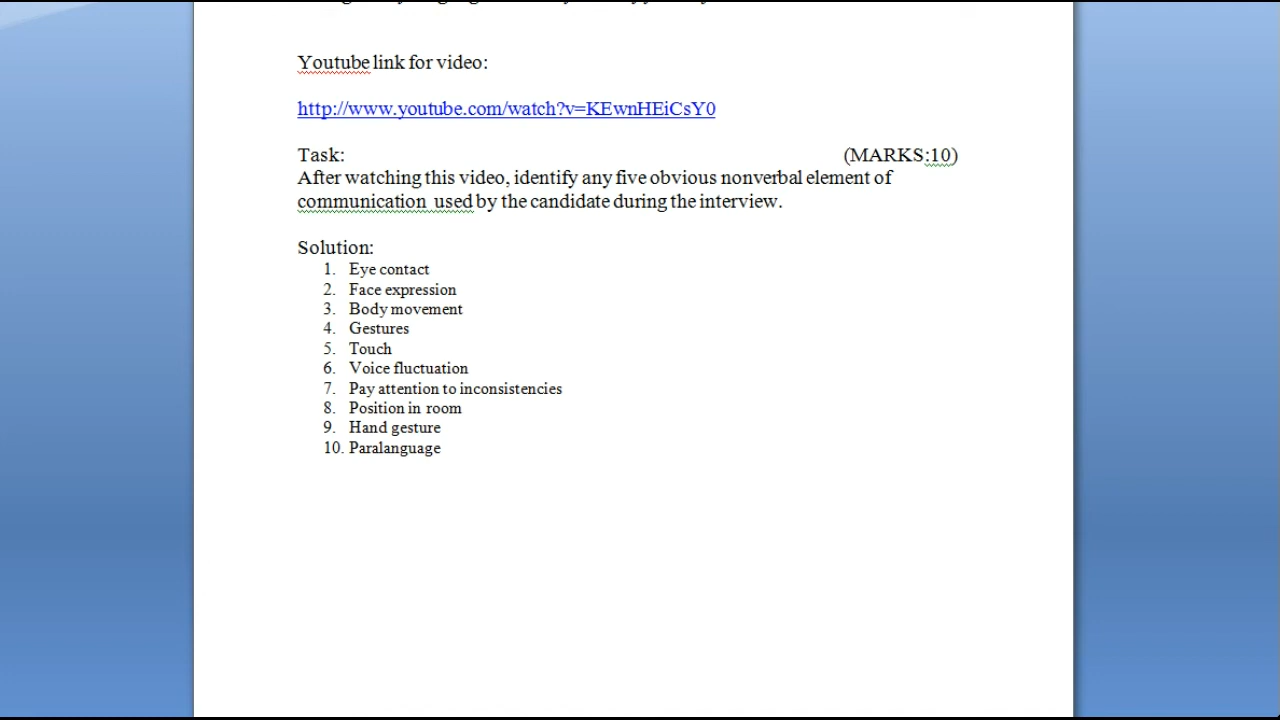 Youtube link for video:
http://www.youtube.com/watch?v=KEwnHEiCsY0
Task: (MARKS:10)
After watching this video, identify any five obvious nonverbal element of
communication used by the candidate during the interview.
Solution:
1. Eye contact
2. Face expression
3. Body movement
4. Gestures
5. Touch
6. Voice fluctuation
7. Pay attention to inconsistencies
8. Position in room
9. Hand gesture
10. Paralanguage